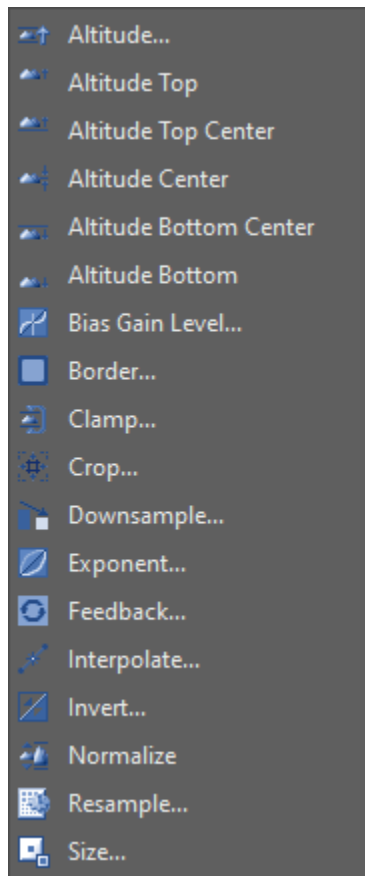 Altitude...
Altitude Top
Altitude Top Center
Altitude Center
Altitude Bottom Center
Altitude Bottom
Bias Gain Level...
Border...
Clamp...
Crop...
Downsample...
Exponent...
Feedback...
Interpolate...
Invert...
Normalize
Resample...
Size...